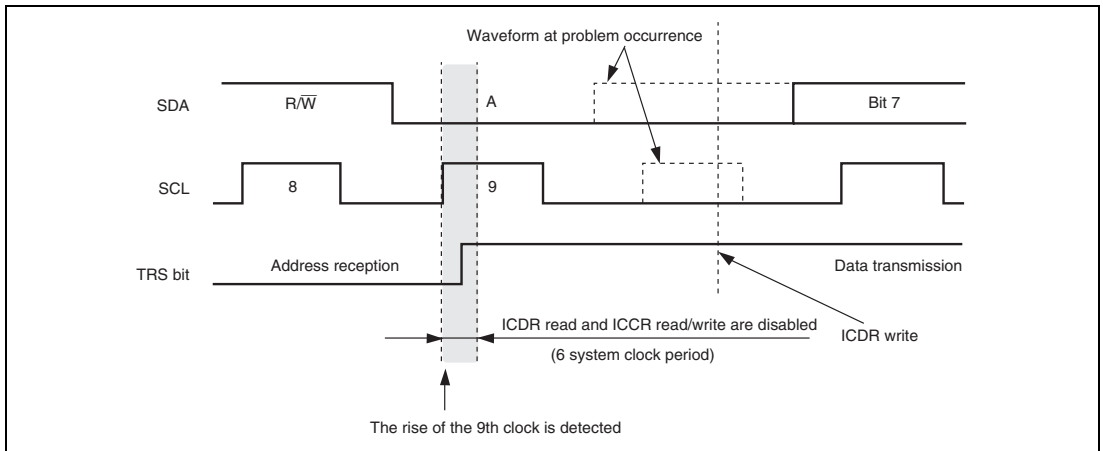 Waveform at problem occurrence
SDA
R/W̅
A
Bit 7
SCL
8
9
TRS bit
Address reception
Data transmission
ICDR read and ICCR read/write are disabled
(6 system clock period)
ICDR write
The rise of the 9th clock is detected